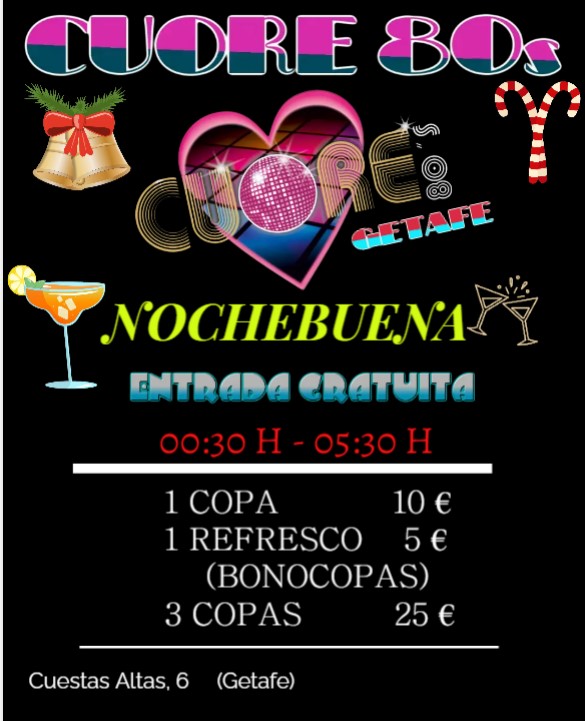 CUORE 80s
CUORE 80'S
GETAFE
NOCHEBUENA
ENTRADA GRATUITA
00:30 H - 05:30 H
1 COPA 10 €
1 REFRESCO 5 €
(BONOCOPAS)
3 COPAS 25 €
Cuestas Altas, 6 (Getafe)